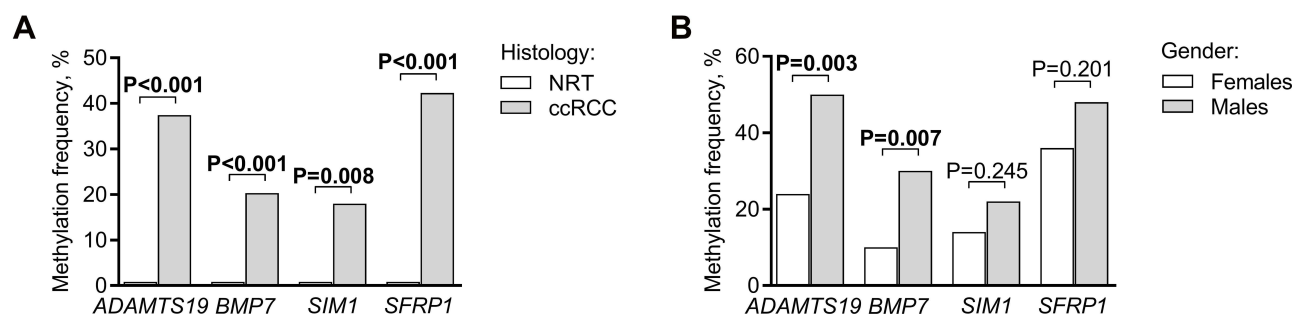 A
Methylation frequency, %
50
40
30
20
10
0
P<0.001
P<0.001
P=0.008
P<0.001
ADAMTS19 BMP7 SIM1 SFRP1
Histology:
NRT
ccRCC
B
Methylation frequency, %
60
40
20
0
P=0.003
P=0.007
P=0.245
P=0.201
ADAMTS19 BMP7 SIM1 SFRP1
Gender:
Females
Males